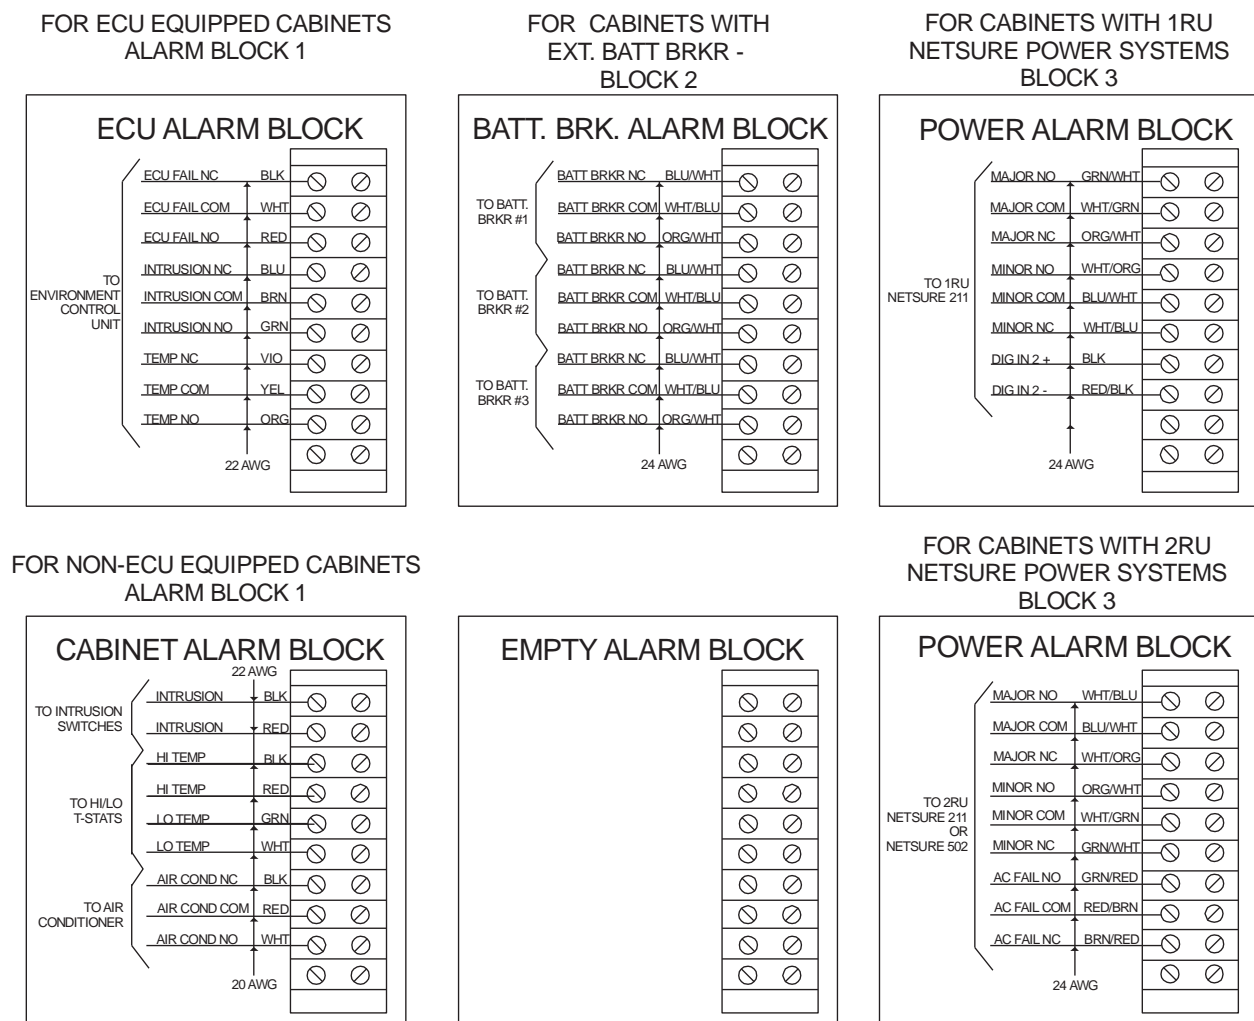 FOR ECU EQUIPPED CABINETS
ALARM BLOCK 1
ECU ALARM BLOCK
ECU FAIL NC BLK
ECU FAIL COM WHT
ECU FAIL NO RED
INTRUSION NC BLU
INTRUSION COM BRN
INTRUSION NO GRN
TEMP NC VIO
TEMP COM YEL
TEMP NO ORG
TO
ENVIRONMENT
CONTROL
UNIT
22 AWG
FOR CABINETS WITH
EXT. BATT BRKR -
BLOCK 2
BATT. BRK. ALARM BLOCK
TO BATT.
BRKR #1
BATT BRKR NC BLU/WHT
BATT BRKR COM WHT/BLU
BATT BRKR NO ORG/WHT
TO BATT.
BRKR #2
BATT BRKR NC BLU/WHT
BATT BRKR COM WHT/BLU
BATT BRKR NO ORG/WHT
TO BATT.
BRKR #3
BATT BRKR NC BLU/WHT
BATT BRKR COM WHT/BLU
BATT BRKR NO ORG/WHT
24 AWG
FOR CABINETS WITH 1RU
NETSURE POWER SYSTEMS
BLOCK 3
POWER ALARM BLOCK
MAJOR NO GRN/WHT
MAJOR COM WHT/GRN
MAJOR NC ORG/WHT
MINOR NO WHT/ORG
MINOR COM BLU/WHT
MINOR NC WHT/BLU
DIG IN 2 + BLK
DIG IN 2 - RED/BLK
TO 1RU
NETSURE 211
24 AWG
FOR NON-ECU EQUIPPED CABINETS
ALARM BLOCK 1
CABINET ALARM BLOCK
22 AWG
TO INTRUSION
SWITCHES
INTRUSION BLK
INTRUSION RED
TO HI/LO
T-STATS
HI TEMP BLK
HI TEMP RED
LO TEMP GRN
LO TEMP WHT
TO AIR
CONDITIONER
AIR COND NC BLK
AIR COND COM RED
AIR COND NO WHT
20 AWG
EMPTY ALARM BLOCK
FOR CABINETS WITH 2RU
NETSURE POWER SYSTEMS
BLOCK 3
POWER ALARM BLOCK
MAJOR NO WHT/BLU
MAJOR COM BLU/WHT
MAJOR NC WHT/ORG
MINOR NO ORG/WHT
MINOR COM WHT/GRN
MINOR NC GRN/WHT
AC FAIL NO GRN/RED
AC FAIL COM RED/BRN
AC FAIL NC BRN/RED
TO 2RU
NETSURE 211
OR
NETSURE 502
24 AWG